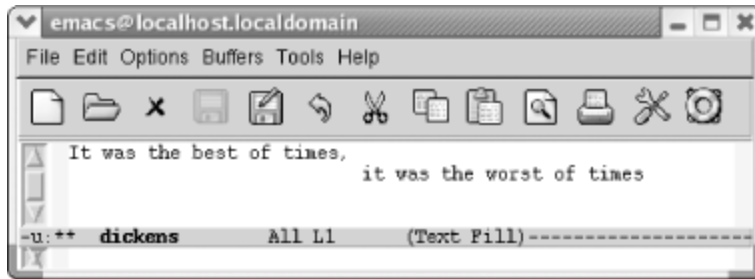 emacs@localhost.localdomain
File Edit Options Buffers Tools Help
It was the best of times,
it was the worst of times
-u:** dickens All L1 (Text Fill)--------------------